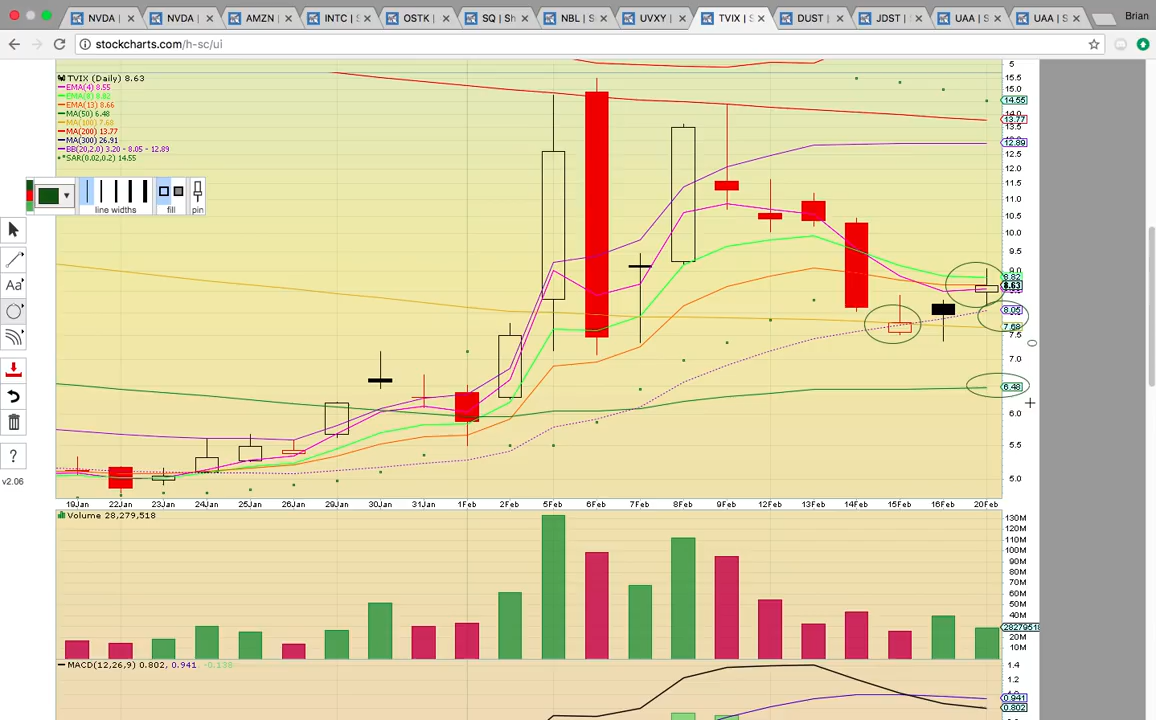 NVDA
NVDA | S
AMZN
INTC | S
OSTK
SQ | Sh
NBL | S
UVXY
TVIX | S
DUST
JDST
UAA | S
UAA | S
Brian
stockcharts.com/h-sc/ui
TVIX (Daily) 8.63
EMA(4) 8.55
EMA(8) 8.82
EMA(13) 8.66
MA(50) 6.48
MA(100) 7.68
MA(200) 13.77
MA(300) 26.91
BB(20,2.0) 3.20 - 8.05 - 12.89
SAR(0.02,0.2) 14.55
line widths
fill
pin
Aa
?
v2.06
5
15.5
15.0
14.55
14.0
13.77
13.5
12.89
12.5
12.0
11.5
11.0
10.5
10.0
9.5
9.0
8.82
8.63
8.05
7.68
7.5
7.0
6.48
6.0
5.5
5.0
19Jan 22Jan 23Jan 24Jan 25Jan 26Jan 29Jan 30Jan 31Jan 1Feb 2Feb 5Feb 6Feb 7Feb 8Feb 9Feb 12Feb 13Feb 14Feb 15Feb 16Feb 20Feb
Volume 28,279,518
130M
120M
110M
100M
90M
80M
70M
60M
50M
40M
28279518
20M
10M
MACD(12,26,9) 0.802, 0.941 -0.138
1.4
1.2
0.941
0.802